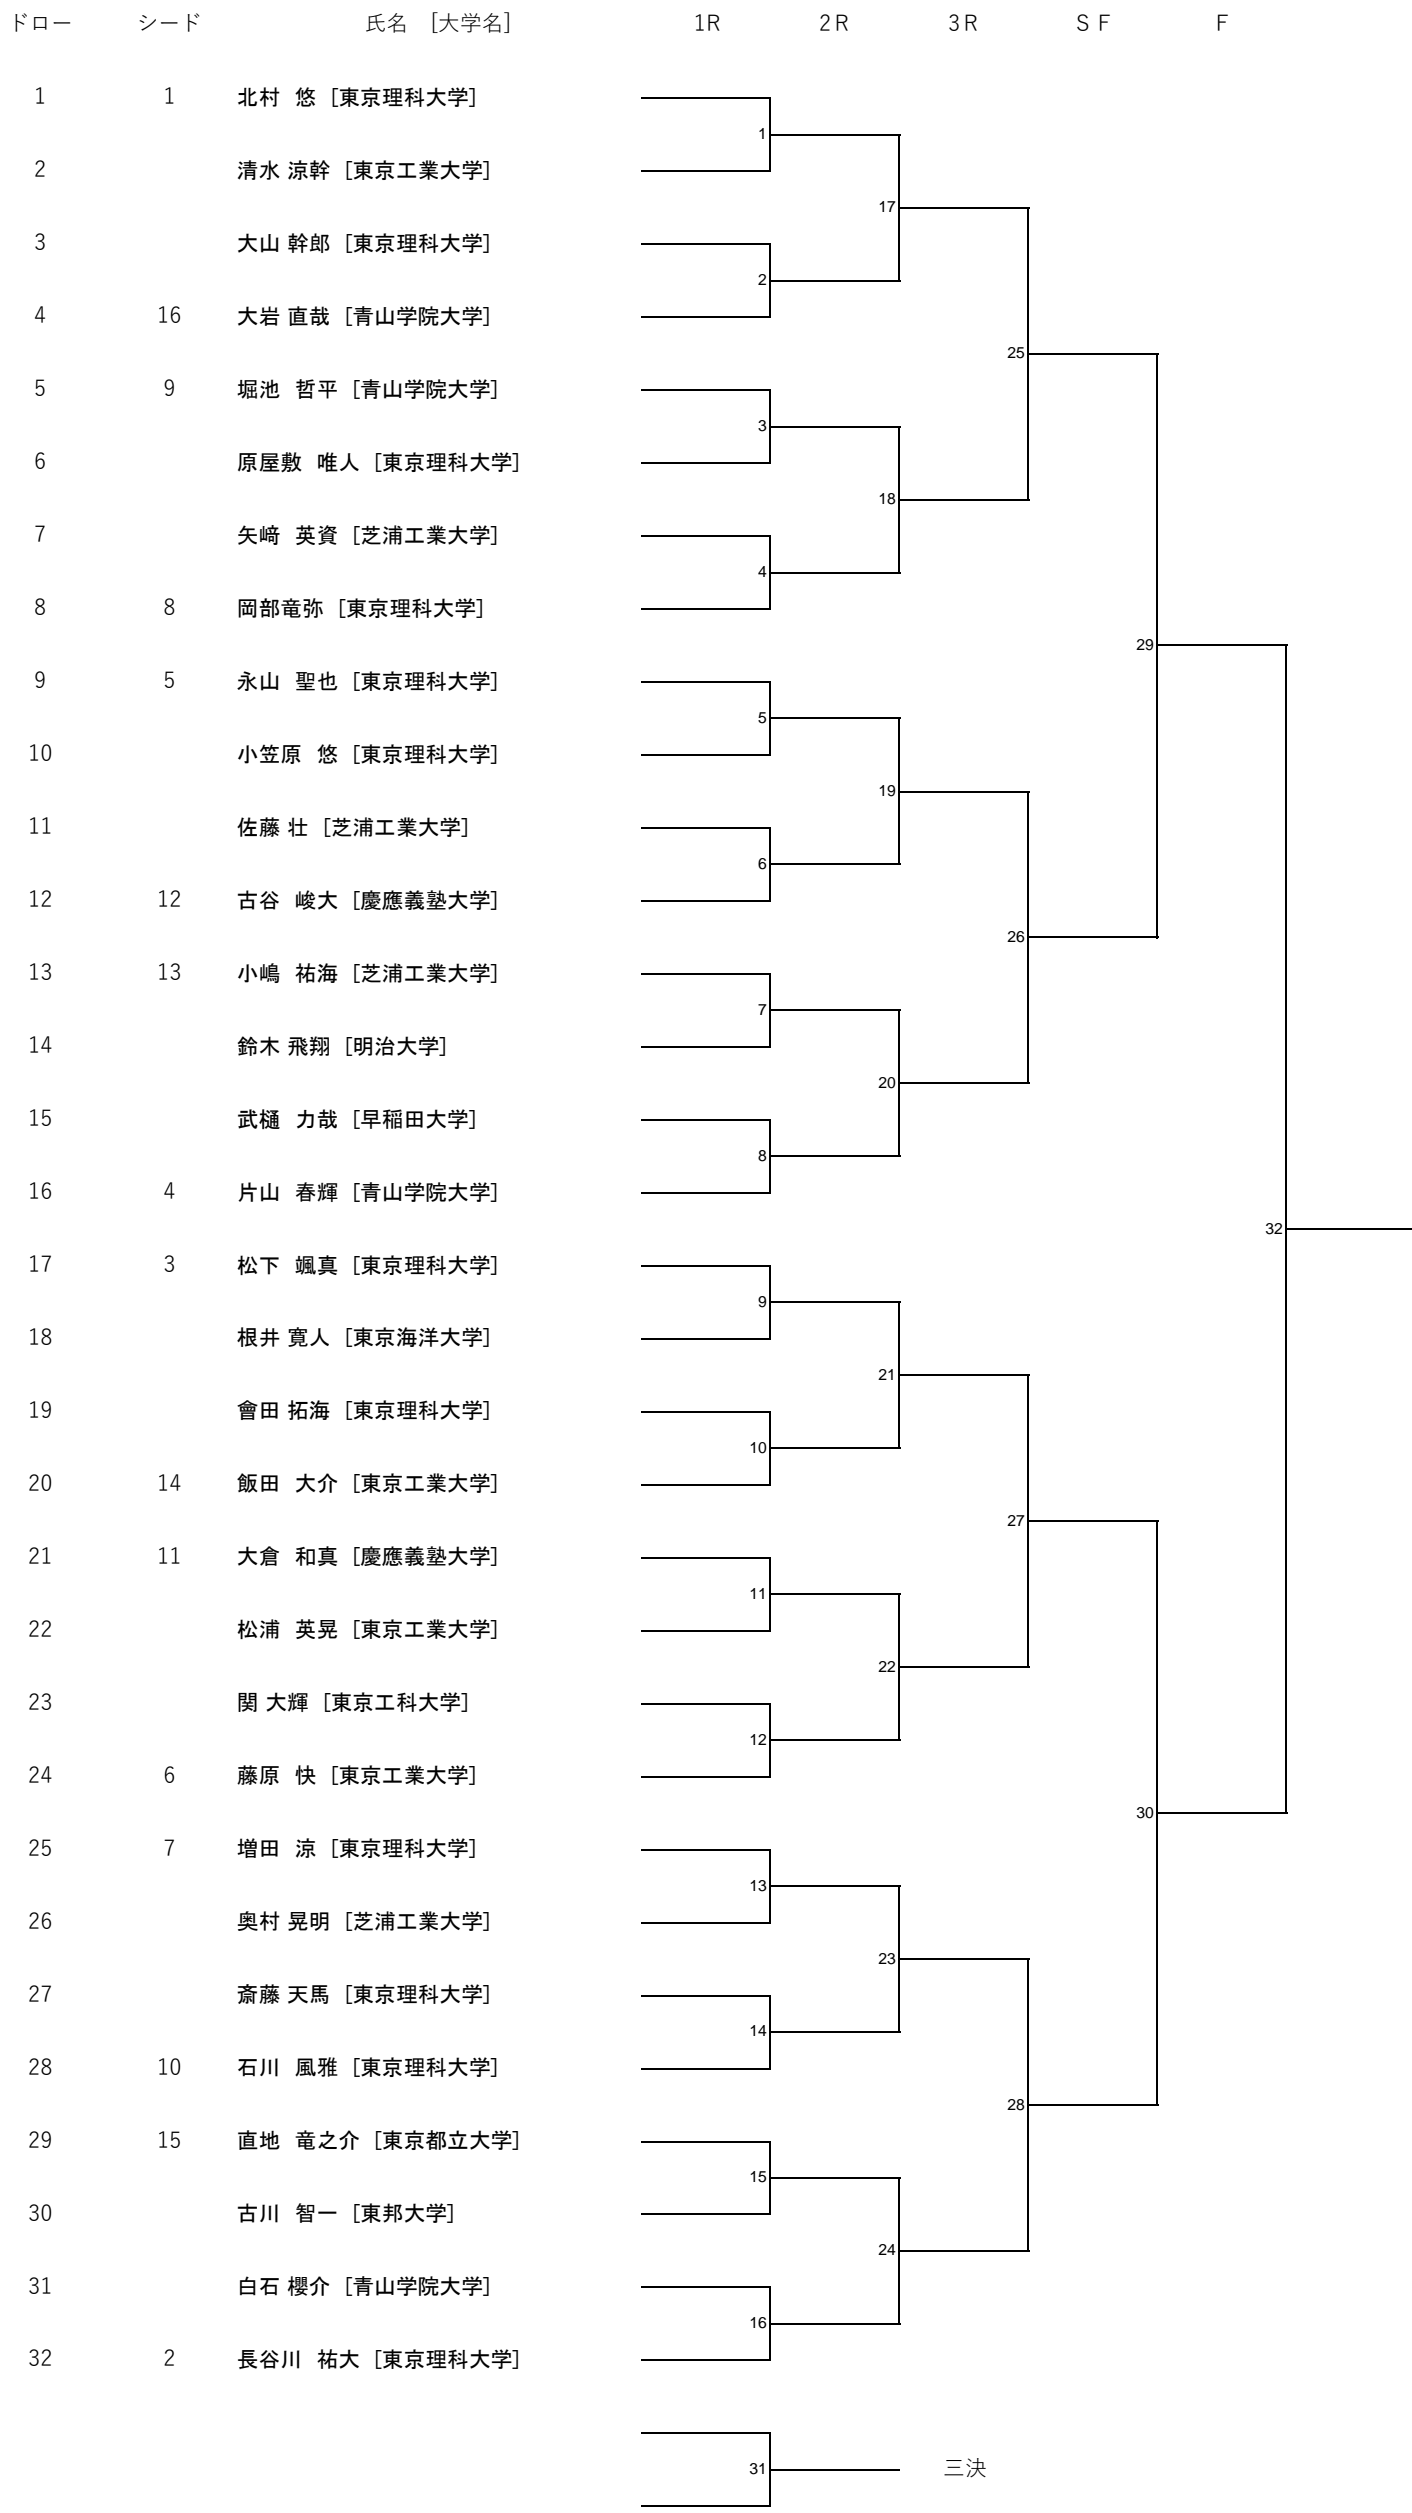 ドロー シード 氏名 [大学名] 1R 2R 3R SF F
1 1 北村 悠 [東京理科大学]
1
2 清水 涼幹 [東京工業大学]
17
3 大山 幹郎 [東京理科大学]
2
4 16 大岩 直哉 [青山学院大学]
25
5 9 堀池 哲平 [青山学院大学]
3
6 原屋敷 唯人 [東京理科大学]
18
7 矢﨑 英資 [芝浦工業大学]
4
8 8 岡部竜弥 [東京理科大学]
29
9 5 永山 聖也 [東京理科大学]
5
10 小笠原 悠 [東京理科大学]
19
11 佐藤 壮 [芝浦工業大学]
6
12 12 古谷 峻大 [慶應義塾大学]
26
13 13 小嶋 祐海 [芝浦工業大学]
7
14 鈴木 飛翔 [明治大学]
20
15 武樋 力哉 [早稲田大学]
8
16 4 片山 春輝 [青山学院大学]
32
17 3 松下 颯真 [東京理科大学]
9
18 根井 寛人 [東京海洋大学]
21
19 會田 拓海 [東京理科大学]
10
20 14 飯田 大介 [東京工業大学]
27
21 11 大倉 和真 [慶應義塾大学]
11
22 松浦 英晃 [東京工業大学]
22
23 関 大輝 [東京工科大学]
12
24 6 藤原 快 [東京工業大学]
30
25 7 増田 涼 [東京理科大学]
13
26 奥村 晃明 [芝浦工業大学]
23
27 斎藤 天馬 [東京理科大学]
14
28 10 石川 風雅 [東京理科大学]
28
29 15 直地 竜之介 [東京都立大学]
15
30 古川 智一 [東邦大学]
24
31 白石 櫻介 [青山学院大学]
16
32 2 長谷川 祐大 [東京理科大学]
31 三決